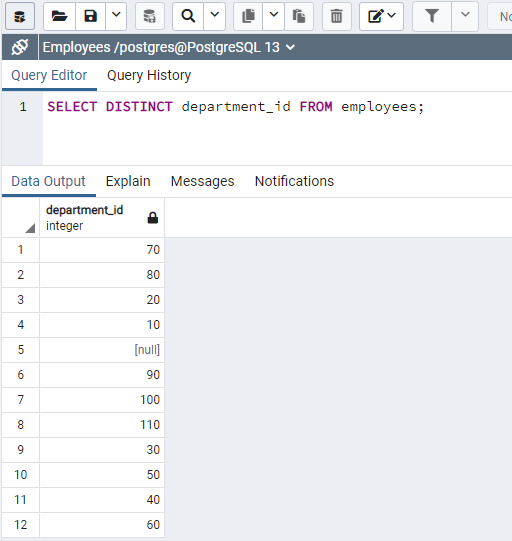 No
Employees /postgres@PostgreSQL 13
Query Editor Query History
1 SELECT DISTINCT department_id FROM employees;
Data Output Explain Messages Notifications
department_id
integer
1 70
2 80
3 20
4 10
5 [null]
6 90
7 100
8 110
9 30
10 50
11 40
12 60